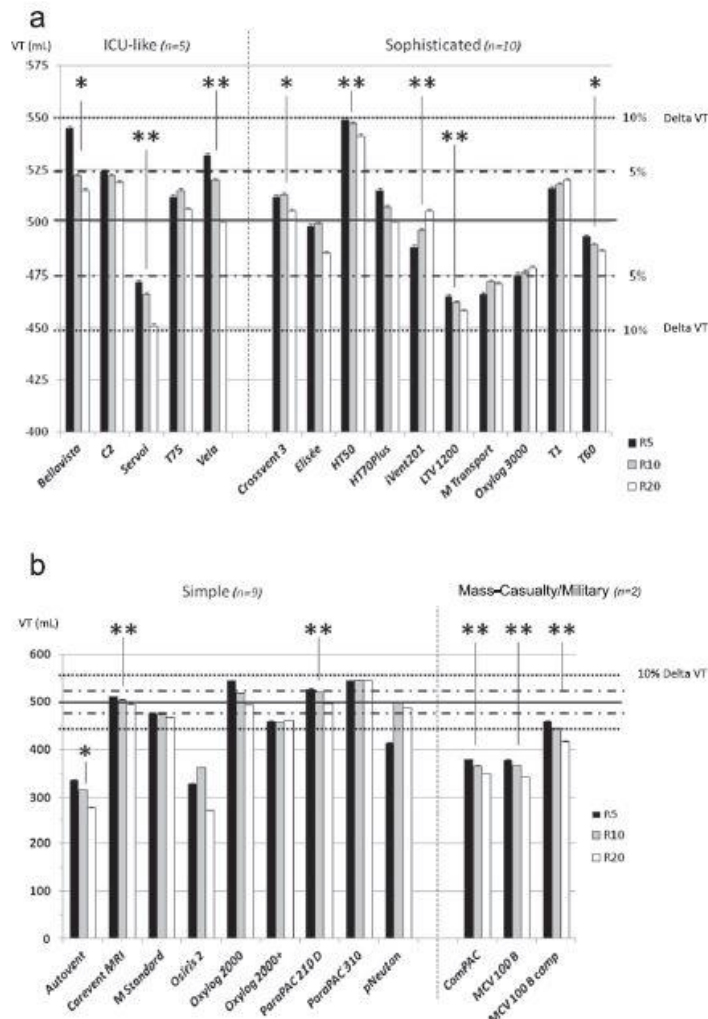 a
ICU-like (n=5)
Sophisticated (n=10)
VT (mL)
575
550
525
500
475
450
425
400
* ** ** * ** ** ** *
10% Delta VT
5%
5%
10% Delta VT
Bellavista
C2
Servoi
T75
Vela
Crossvent 3
Elisée
HT50
HT70Plus
iVent201
LTV 1200
M Transport
Oxylog 3000
T1
T60
R5
R10
R20
b
Simple (n=9)
Mass-Casualty/Military (n=2)
VT (mL)
600
500
400
300
200
100
0
* ** ** ** ** **
10% Delta VT
Autovent
Carevent MRI
M Standard
Osiris 2
Oxylog 2000
Oxylog 2000+
ParaPAC 210 D
ParaPAC 310
pNeuton
ComPAC
MCV 100 B
MCV 100 B comp
R5
R10
R20